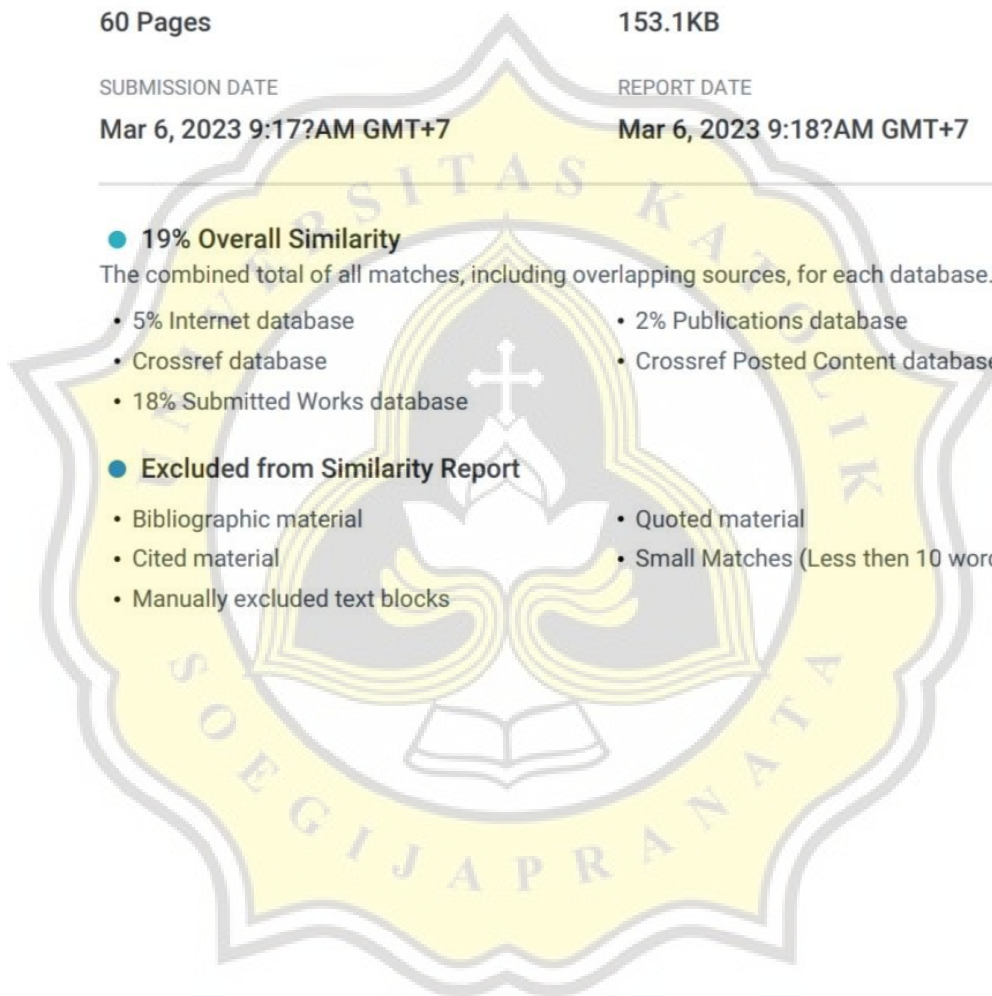 60 Pages 153.1KB
SUBMISSION DATE REPORT DATE
Mar 6, 2023 9:17?AM GMT+7 Mar 6, 2023 9:18?AM GMT+7
19% Overall Similarity
The combined total of all matches, including overlapping sources, for each database.
• 5% Internet database • 2% Publications database
• Crossref database • Crossref Posted Content database
• 18% Submitted Works database
Excluded from Similarity Report
• Bibliographic material • Quoted material
• Cited material • Small Matches (Less then 10 word
• Manually excluded text blocks
UNIVERSITAS KATOLIK
SOEGIJAPRANATA